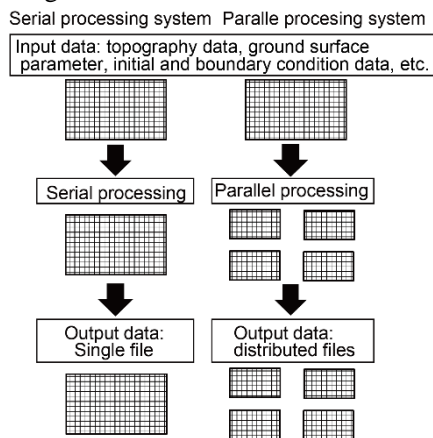 Serial processing system Paralle procesing system
Input data: topography data, ground surface
parameter, initial and boundary condition data, etc.
Serial processing
Parallel processing
Output data:
Single file
Output data:
distributed files